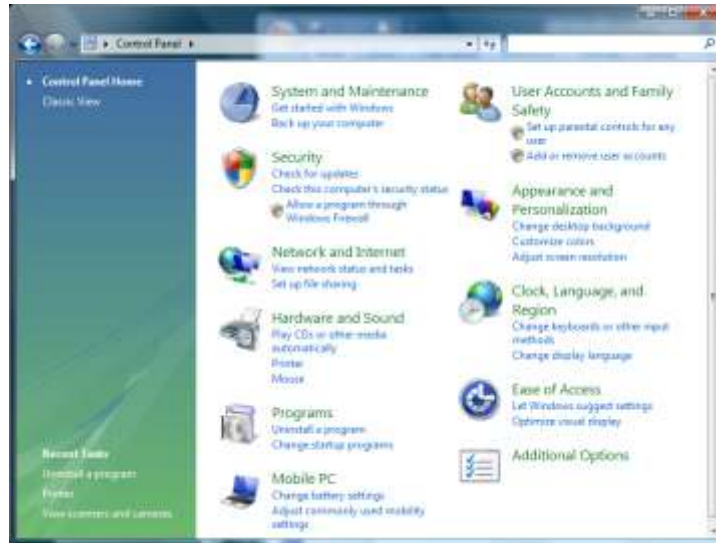 Control Panel
Control Panel Home
Classic View
System and Maintenance
Get started with Windows
Back up your computer
Security
Check for updates
Check this computer's security status
Allow a program through
Windows Firewall
Network and Internet
View network status and tasks
Set up file sharing
Hardware and Sound
Play CDs or other media
automatically
Printer
Mouse
Programs
Uninstall a program
Change startup programs
Mobile PC
Change battery settings
Adjust commonly used mobility
settings
User Accounts and Family
Safety
Set up parental controls for any
user
Add or remove user accounts
Appearance and
Personalization
Change desktop background
Customize colors
Adjust screen resolution
Clock, Language, and
Region
Change keyboards or other input
methods
Change display language
Ease of Access
Let Windows suggest settings
Optimize visual display
Additional Options
Recent Tasks
Uninstall a program
Printer
View scanners and cameras